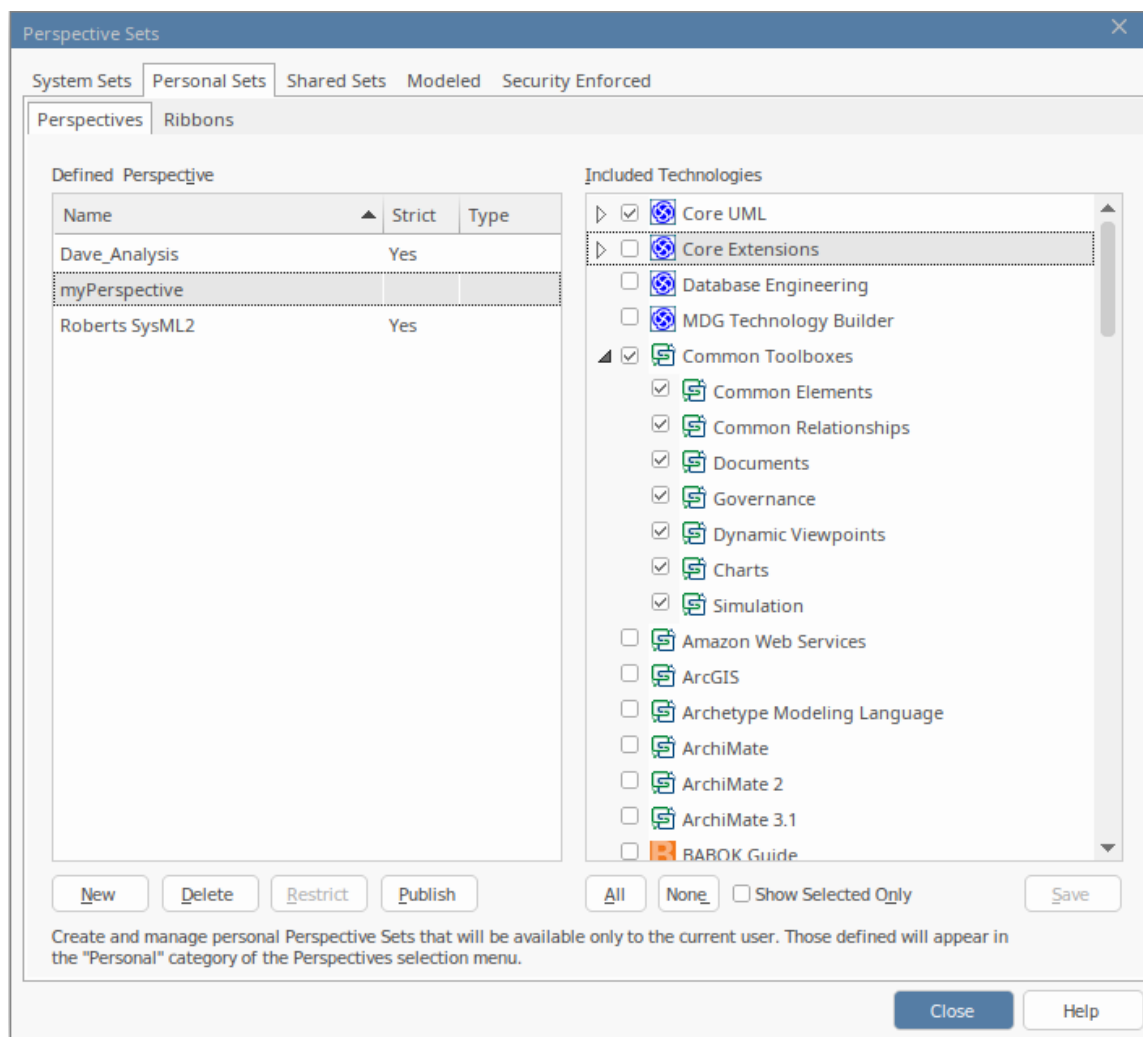 Perspective Sets
System Sets Personal Sets Shared Sets Modeled Security Enforced
Perspectives Ribbons
Defined Perspective
Name Strict Type
Dave_Analysis Yes
myPerspective
Roberts SysML2 Yes
New Delete Restrict Publish
Included Technologies
Core UML
Core Extensions
Database Engineering
MDG Technology Builder
Common Toolboxes
Common Elements
Common Relationships
Documents
Governance
Dynamic Viewpoints
Charts
Simulation
Amazon Web Services
ArcGIS
Archetype Modeling Language
ArchiMate
ArchiMate 2
ArchiMate 3.1
BABOK Guide
All None Show Selected Only Save
Create and manage personal Perspective Sets that will be available only to the current user. Those defined will appear in
the "Personal" category of the Perspectives selection menu.
Close Help